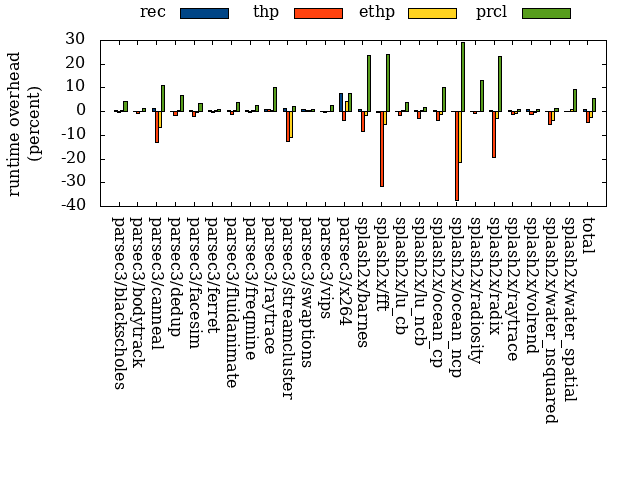 rec thp ethp prcl
runtime overhead
(percent)
30
20
10
0
-10
-20
-30
-40
parsec3/blackscholes
parsec3/bodytrack
parsec3/canneal
parsec3/dedup
parsec3/facesim
parsec3/ferret
parsec3/fluidanimate
parsec3/freqmine
parsec3/raytrace
parsec3/streamcluster
parsec3/swaptions
parsec3/vips
parsec3/x264
splash2x/barnes
splash2x/fft
splash2x/lu_cb
splash2x/lu_ncb
splash2x/ocean_cp
splash2x/ocean_ncp
splash2x/radiosity
splash2x/radix
splash2x/raytrace
splash2x/volrend
splash2x/water_nsquared
splash2x/water_spatial
total